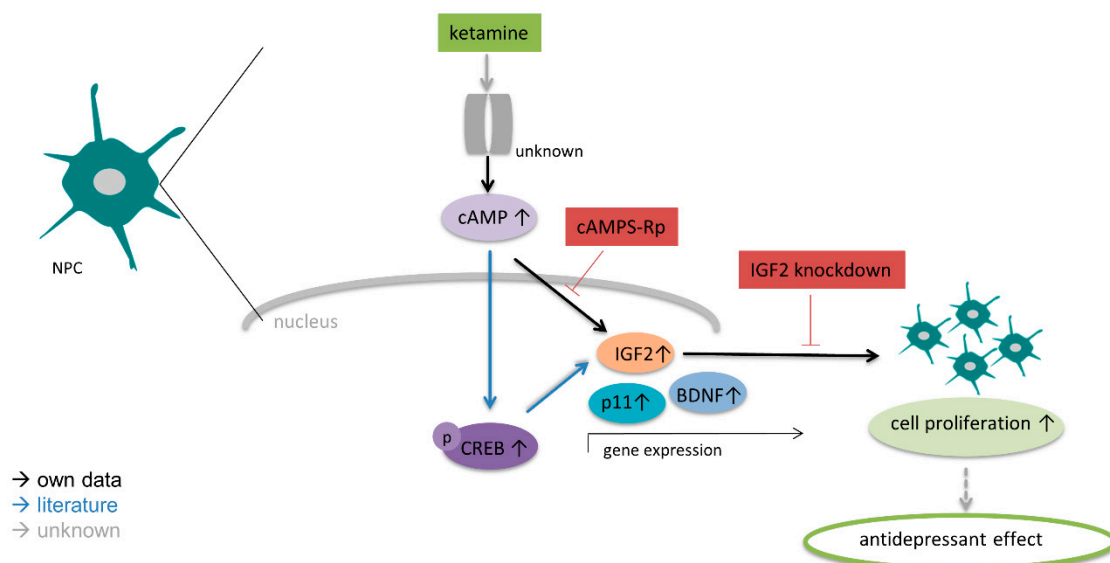 ketamine
unknown
cAMP ↑
cAMPS-Rp
NPC
IGF2 knockdown
nucleus
IGF2↑
p11↑
BDNF↑
p
CREB ↑
cell proliferation ↑
gene expression
→ own data
→ literature
→ unknown
antidepressant effect